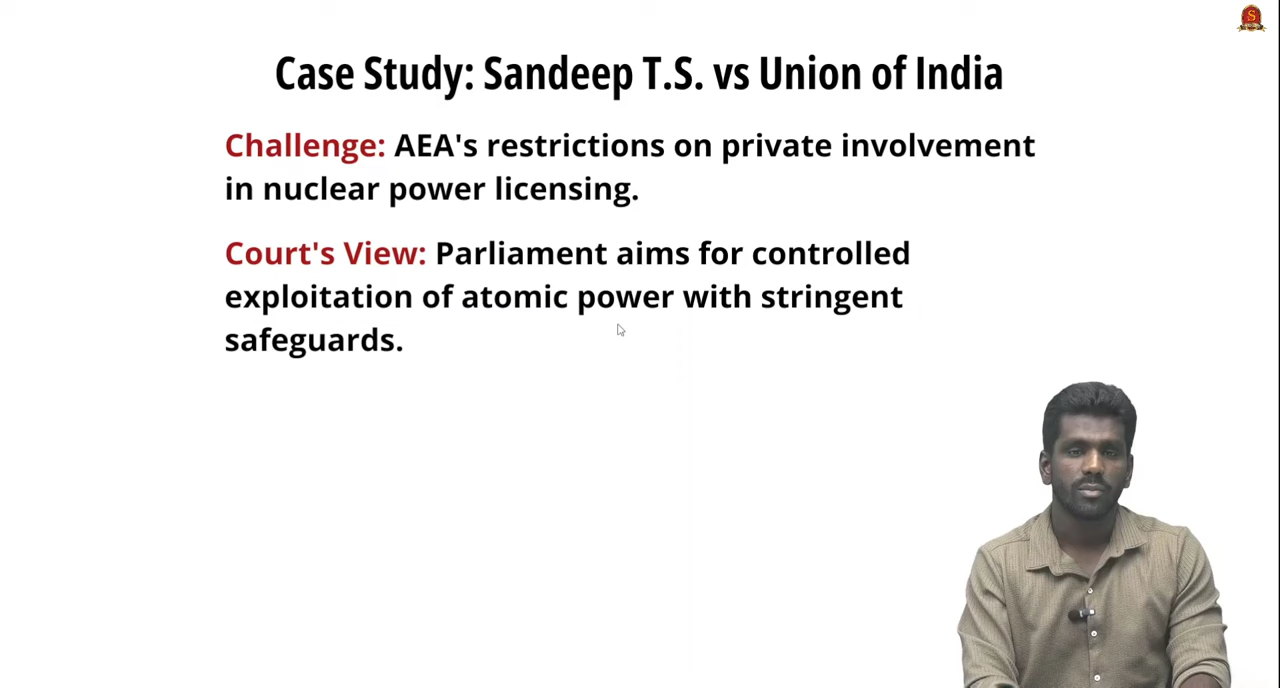 Case Study: Sandeep T.S. vs Union of India
Challenge: AEA's restrictions on private involvement
in nuclear power licensing.
Court's View: Parliament aims for controlled
exploitation of atomic power with stringent
safeguards.